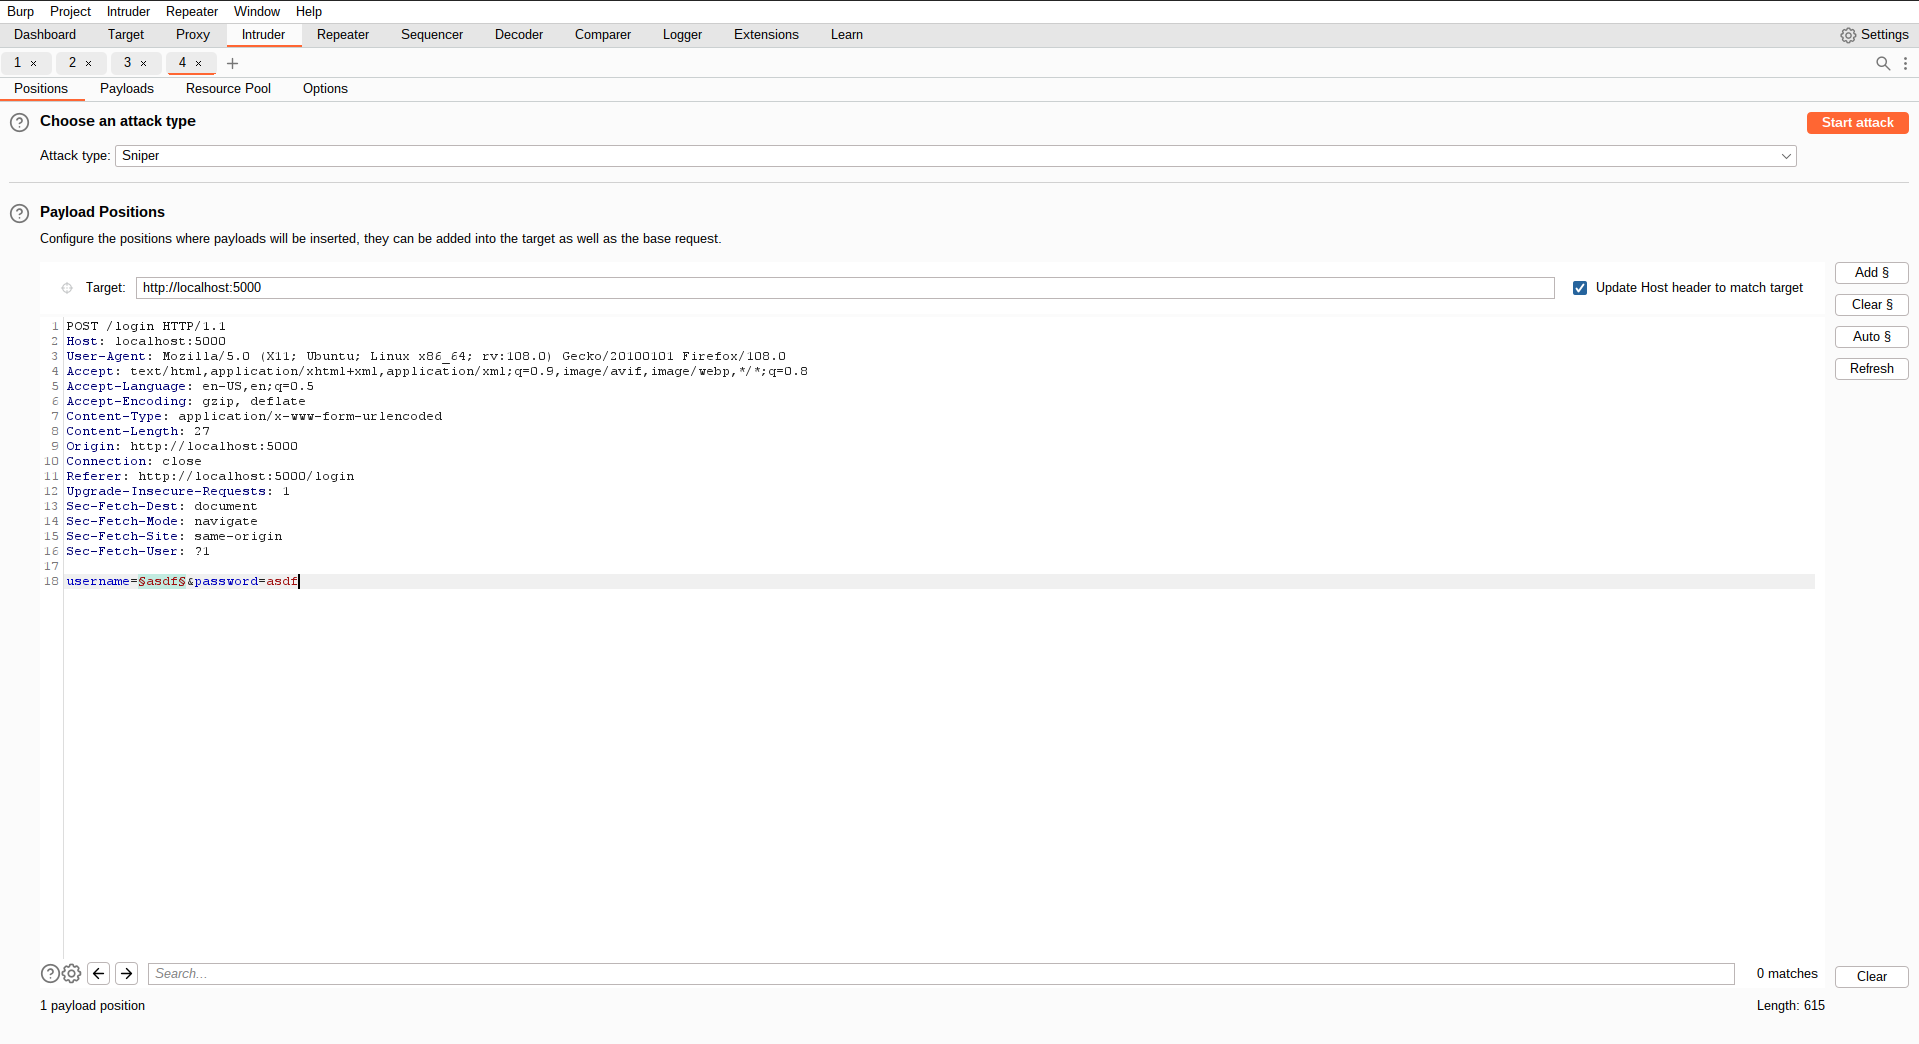 Burp Project Intruder Repeater Window Help
Dashboard Target Proxy Intruder Repeater Sequencer Decoder Comparer Logger Extensions Learn Settings
1 × 2 × 3 × 4 × +
Positions Payloads Resource Pool Options
? Choose an attack type Start attack
Attack type: Sniper
? Payload Positions
Configure the positions where payloads will be inserted, they can be added into the target as well as the base request.
Target: http://localhost:5000 Update Host header to match target
Add §
Clear §
Auto §
Refresh
1 POST /login HTTP/1.1
2 Host: localhost:5000
3 User-Agent: Mozilla/5.0 (X11; Ubuntu; Linux x86_64; rv:108.0) Gecko/20100101 Firefox/108.0
4 Accept: text/html,application/xhtml+xml,application/xml;q=0.9,image/avif,image/webp,*/*;q=0.8
5 Accept-Language: en-US,en;q=0.5
6 Accept-Encoding: gzip, deflate
7 Content-Type: application/x-www-form-urlencoded
8 Content-Length: 27
9 Origin: http://localhost:5000
10 Connection: close
11 Referer: http://localhost:5000/login
12 Upgrade-Insecure-Requests: 1
13 Sec-Fetch-Dest: document
14 Sec-Fetch-Mode: navigate
15 Sec-Fetch-Site: same-origin
16 Sec-Fetch-User: ?1
17
18 username=§asdf§&password=asdf
? Search... 0 matches Clear
1 payload position Length: 615